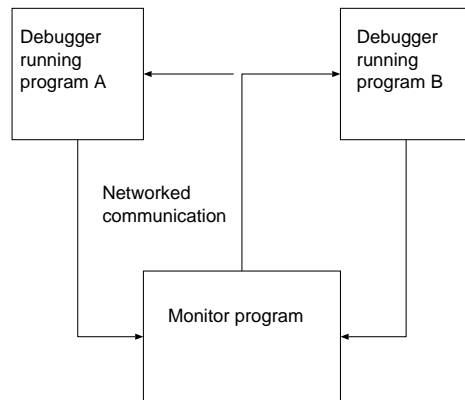 Debugger
running
program A
Debugger
running
program B
Networked
communication
Monitor program